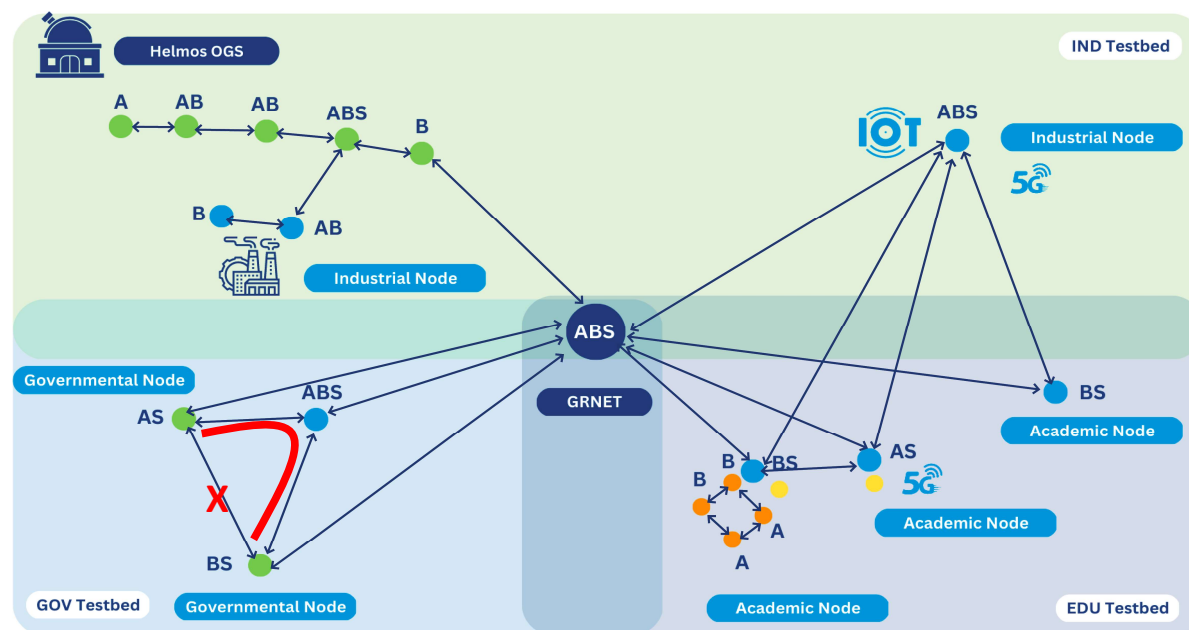 Helmos OGS
IND Testbed
A
AB
AB
ABS
B
IOT
ABS
Industrial Node
5G
B
AB
Industrial Node
ABS
GRNET
Governmental Node
AS
ABS
X
BS
GOV Testbed
Governmental Node
BS
Academic Node
B
BS
AS
B
5G
A
A
Academic Node
Academic Node
EDU Testbed